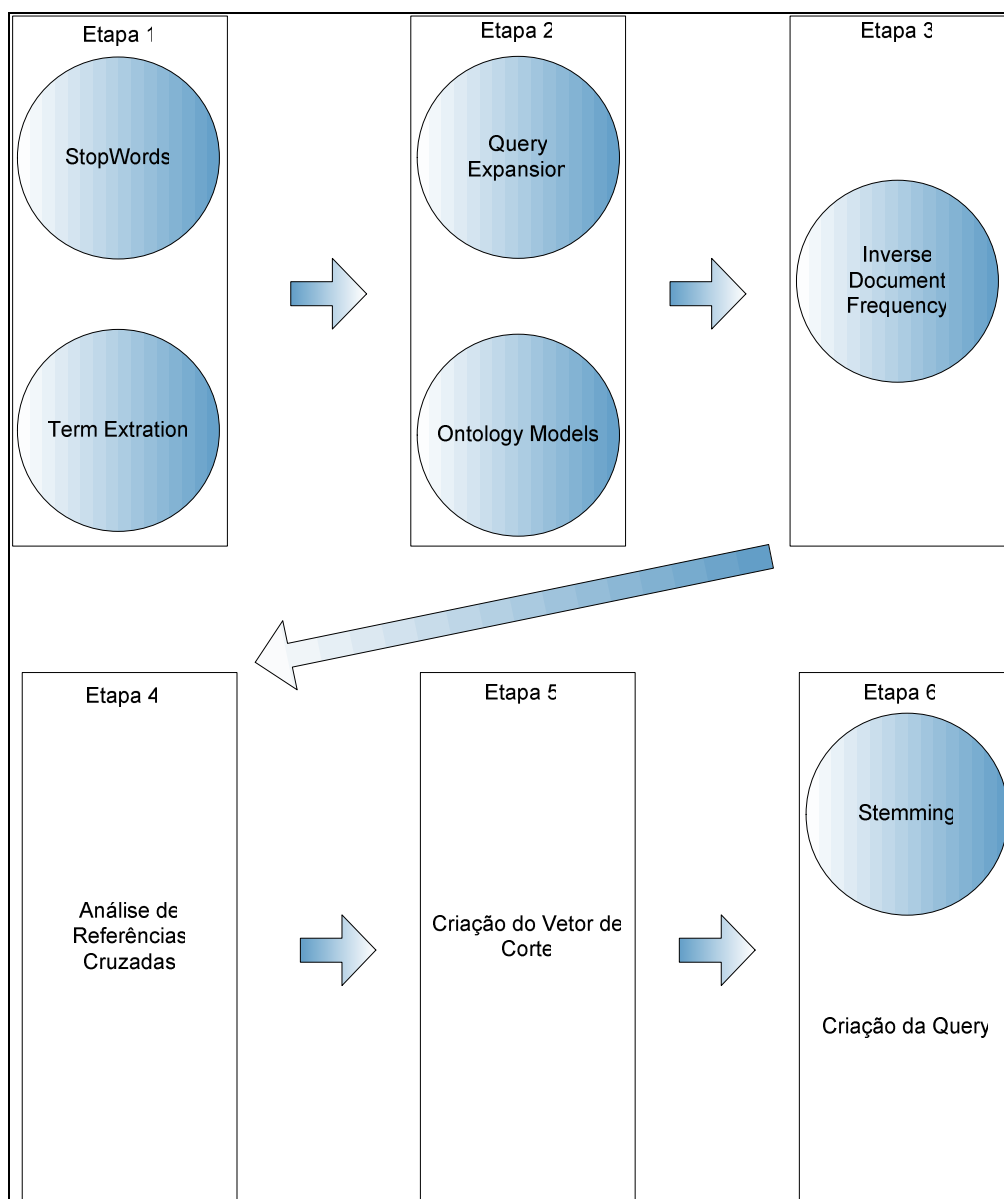 Etapa 1
StopWords
Term Extration
Etapa 2
Query
Expansion
Ontology Models
Etapa 3
Inverse
Document
Frequency
Etapa 4
Análise de
Referências
Cruzadas
Etapa 5
Criação do Vetor de
Corte
Etapa 6
Stemming
Criação da Query